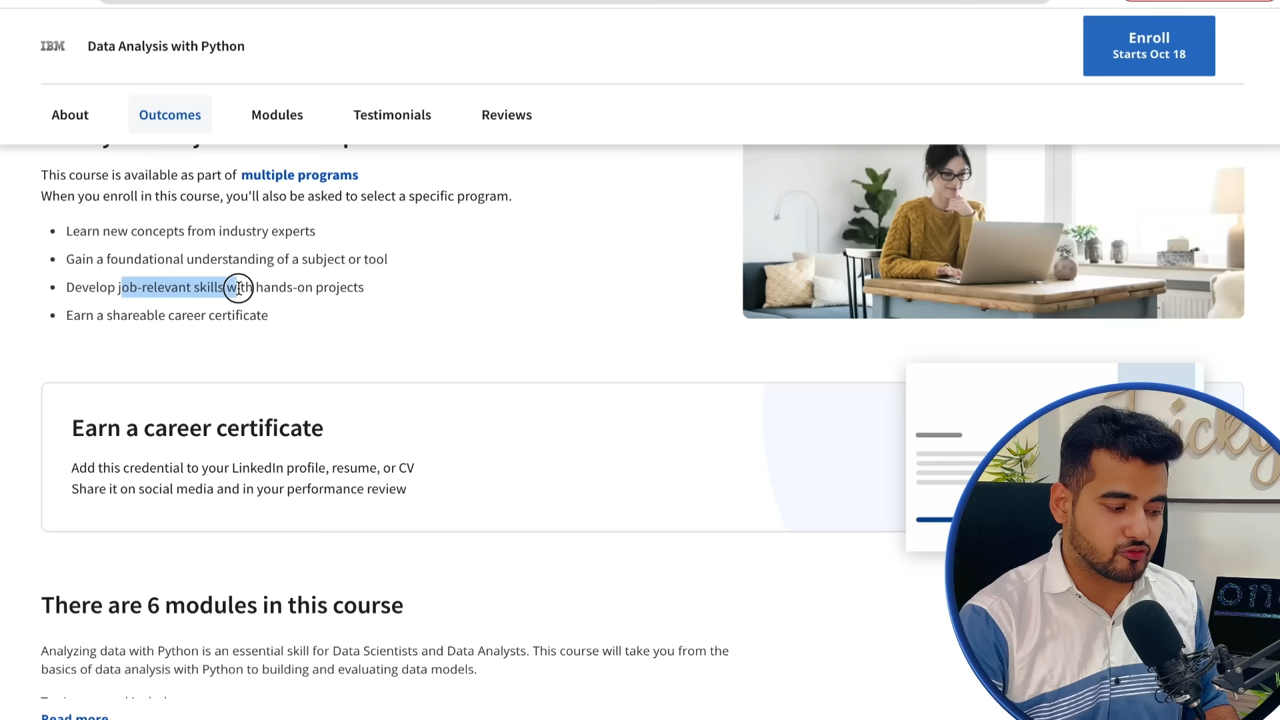 IBM
Data Analysis with Python
Enroll
Starts Oct 18
About
Outcomes
Modules
Testimonials
Reviews
This course is available as part of multiple programs
When you enroll in this course, you'll also be asked to select a specific program.
• Learn new concepts from industry experts
• Gain a foundational understanding of a subject or tool
• Develop job-relevant skills with hands-on projects
• Earn a shareable career certificate
Earn a career certificate
Add this credential to your LinkedIn profile, resume, or CV
Share it on social media and in your performance review
There are 6 modules in this course
Analyzing data with Python is an essential skill for Data Scientists and Data Analysts. This course will take you from the
basics of data analysis with Python to building and evaluating data models.
Read more